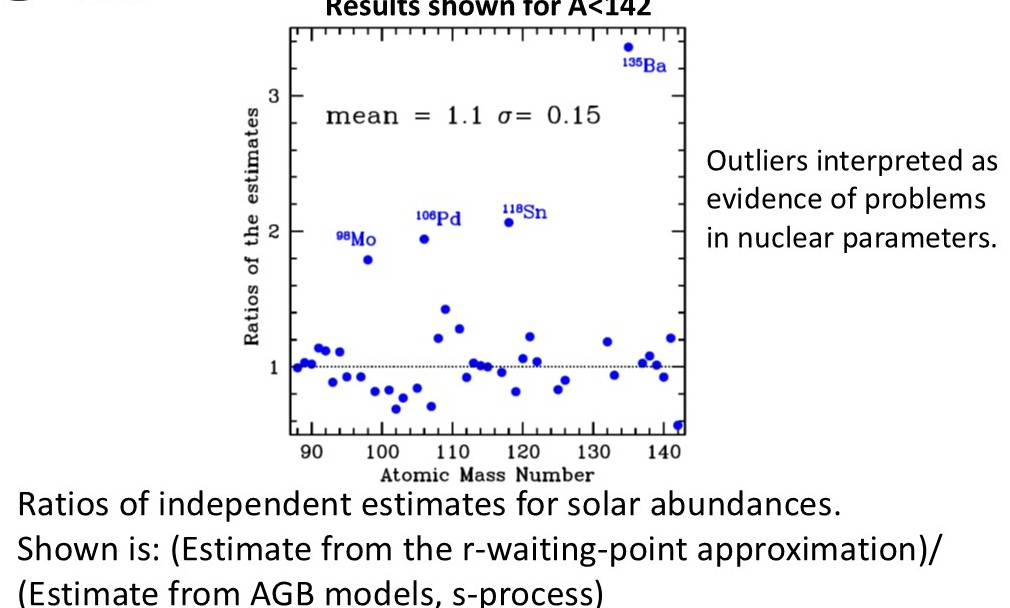 Results shown for A<142
¹³⁵Ba
3
mean = 1.1 σ= 0.15
Ratios of the estimates
¹¹⁸Sn
¹⁰⁶Pd
2
⁹⁸Mo
1
90 100 110 120 130 140
Atomic Mass Number
Outliers interpreted as
evidence of problems
in nuclear parameters.
Ratios of independent estimates for solar abundances.
Shown is: (Estimate from the r-waiting-point approximation)/
(Estimate from AGB models, s-process)